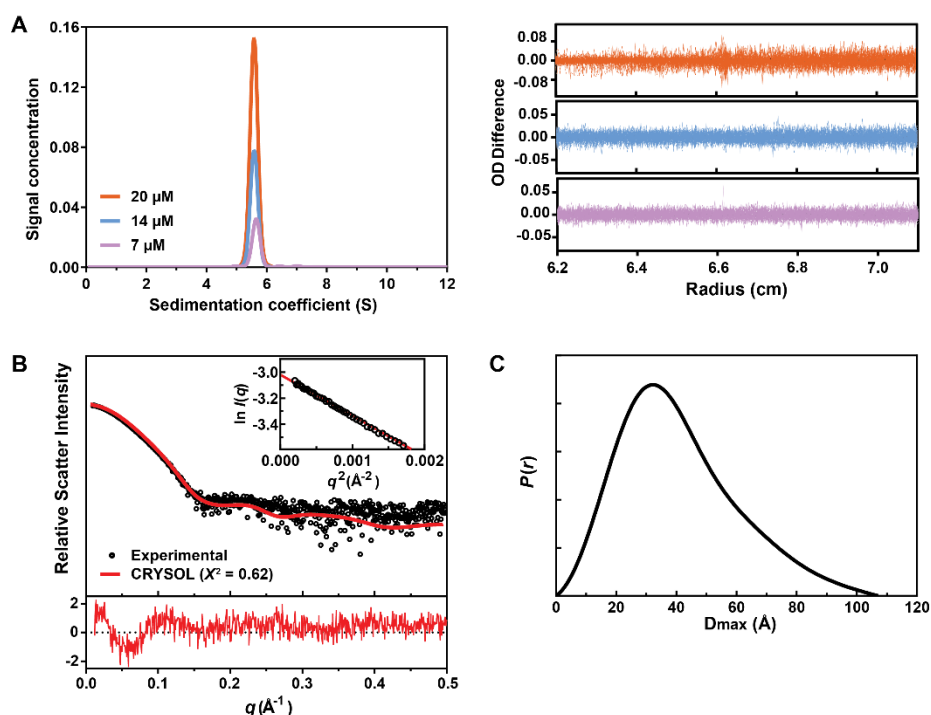 A
0.16
0.12
0.08
0.04
0.00
Signal concentration
20 µM
14 µM
7 µM
0 2 4 6 8 10 12
Sedimentation coefficient (S)
OD Difference
0.08
0.00
-0.08
0.05
0.00
-0.05
0.05
0.00
-0.05
6.2 6.4 6.6 6.8 7.0
Radius (cm)
B
Relative Scatter Intensity
ln I(q)
-3.0
-3.2
-3.4
-3.6
0.000 0.001 0.002
q² (Å⁻²)
Experimental
CRYSOL (X² = 0.62)
2
0
-2
0.0 0.1 0.2 0.3 0.4 0.5
q (Å⁻¹)
C
P(r)
0 20 40 60 80 100 120
Dmax (Å)